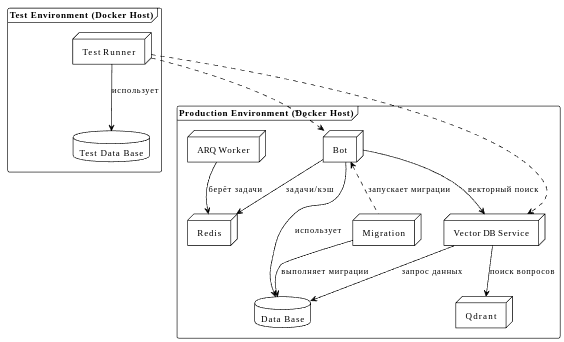 Test Environment (Docker Host)
Test Runner
использует
Test Data Base
Production Environment (Docker Host)
ARQ Worker
Bot
берёт задачи
задачи/кэш
запускает миграции
векторный поиск
Redis
использует
Migration
Vector DB Service
выполняет миграции
запрос данных
поиск вопросов
Data Base
Qdrant